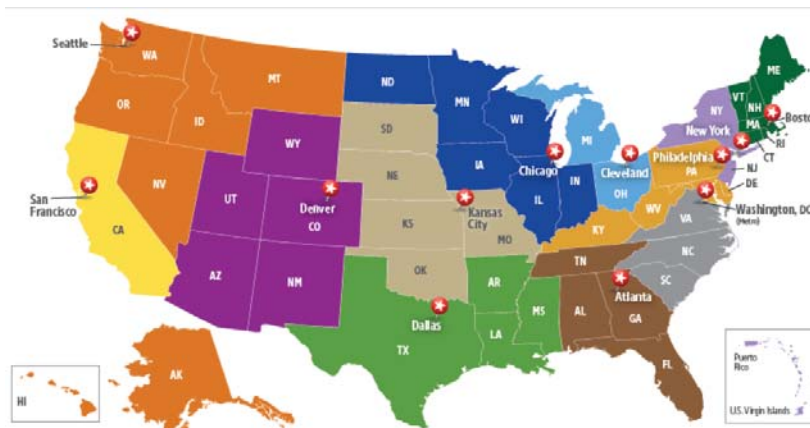 Seattle
WA
MT
ND
MN
ME
VT
NH
OR
ID
SD
WI
NY
MA
Boston
WY
MI
New York
RI
CT
NV
NE
IA
Chicago
Cleveland
Philadelphia
PA
NJ
San
Francisco
UT
Denver
CO
IL
IN
OH
DE
CA
KS
Kansas
City
MO
WV
VA
Washington, DC
(Metro)
KY
AZ
NM
OK
AR
TN
NC
SC
Dallas
TX
LA
MS
AL
Atlanta
GA
FL
AK
HI
Puerto
Rico
U.S. Virgin Islands